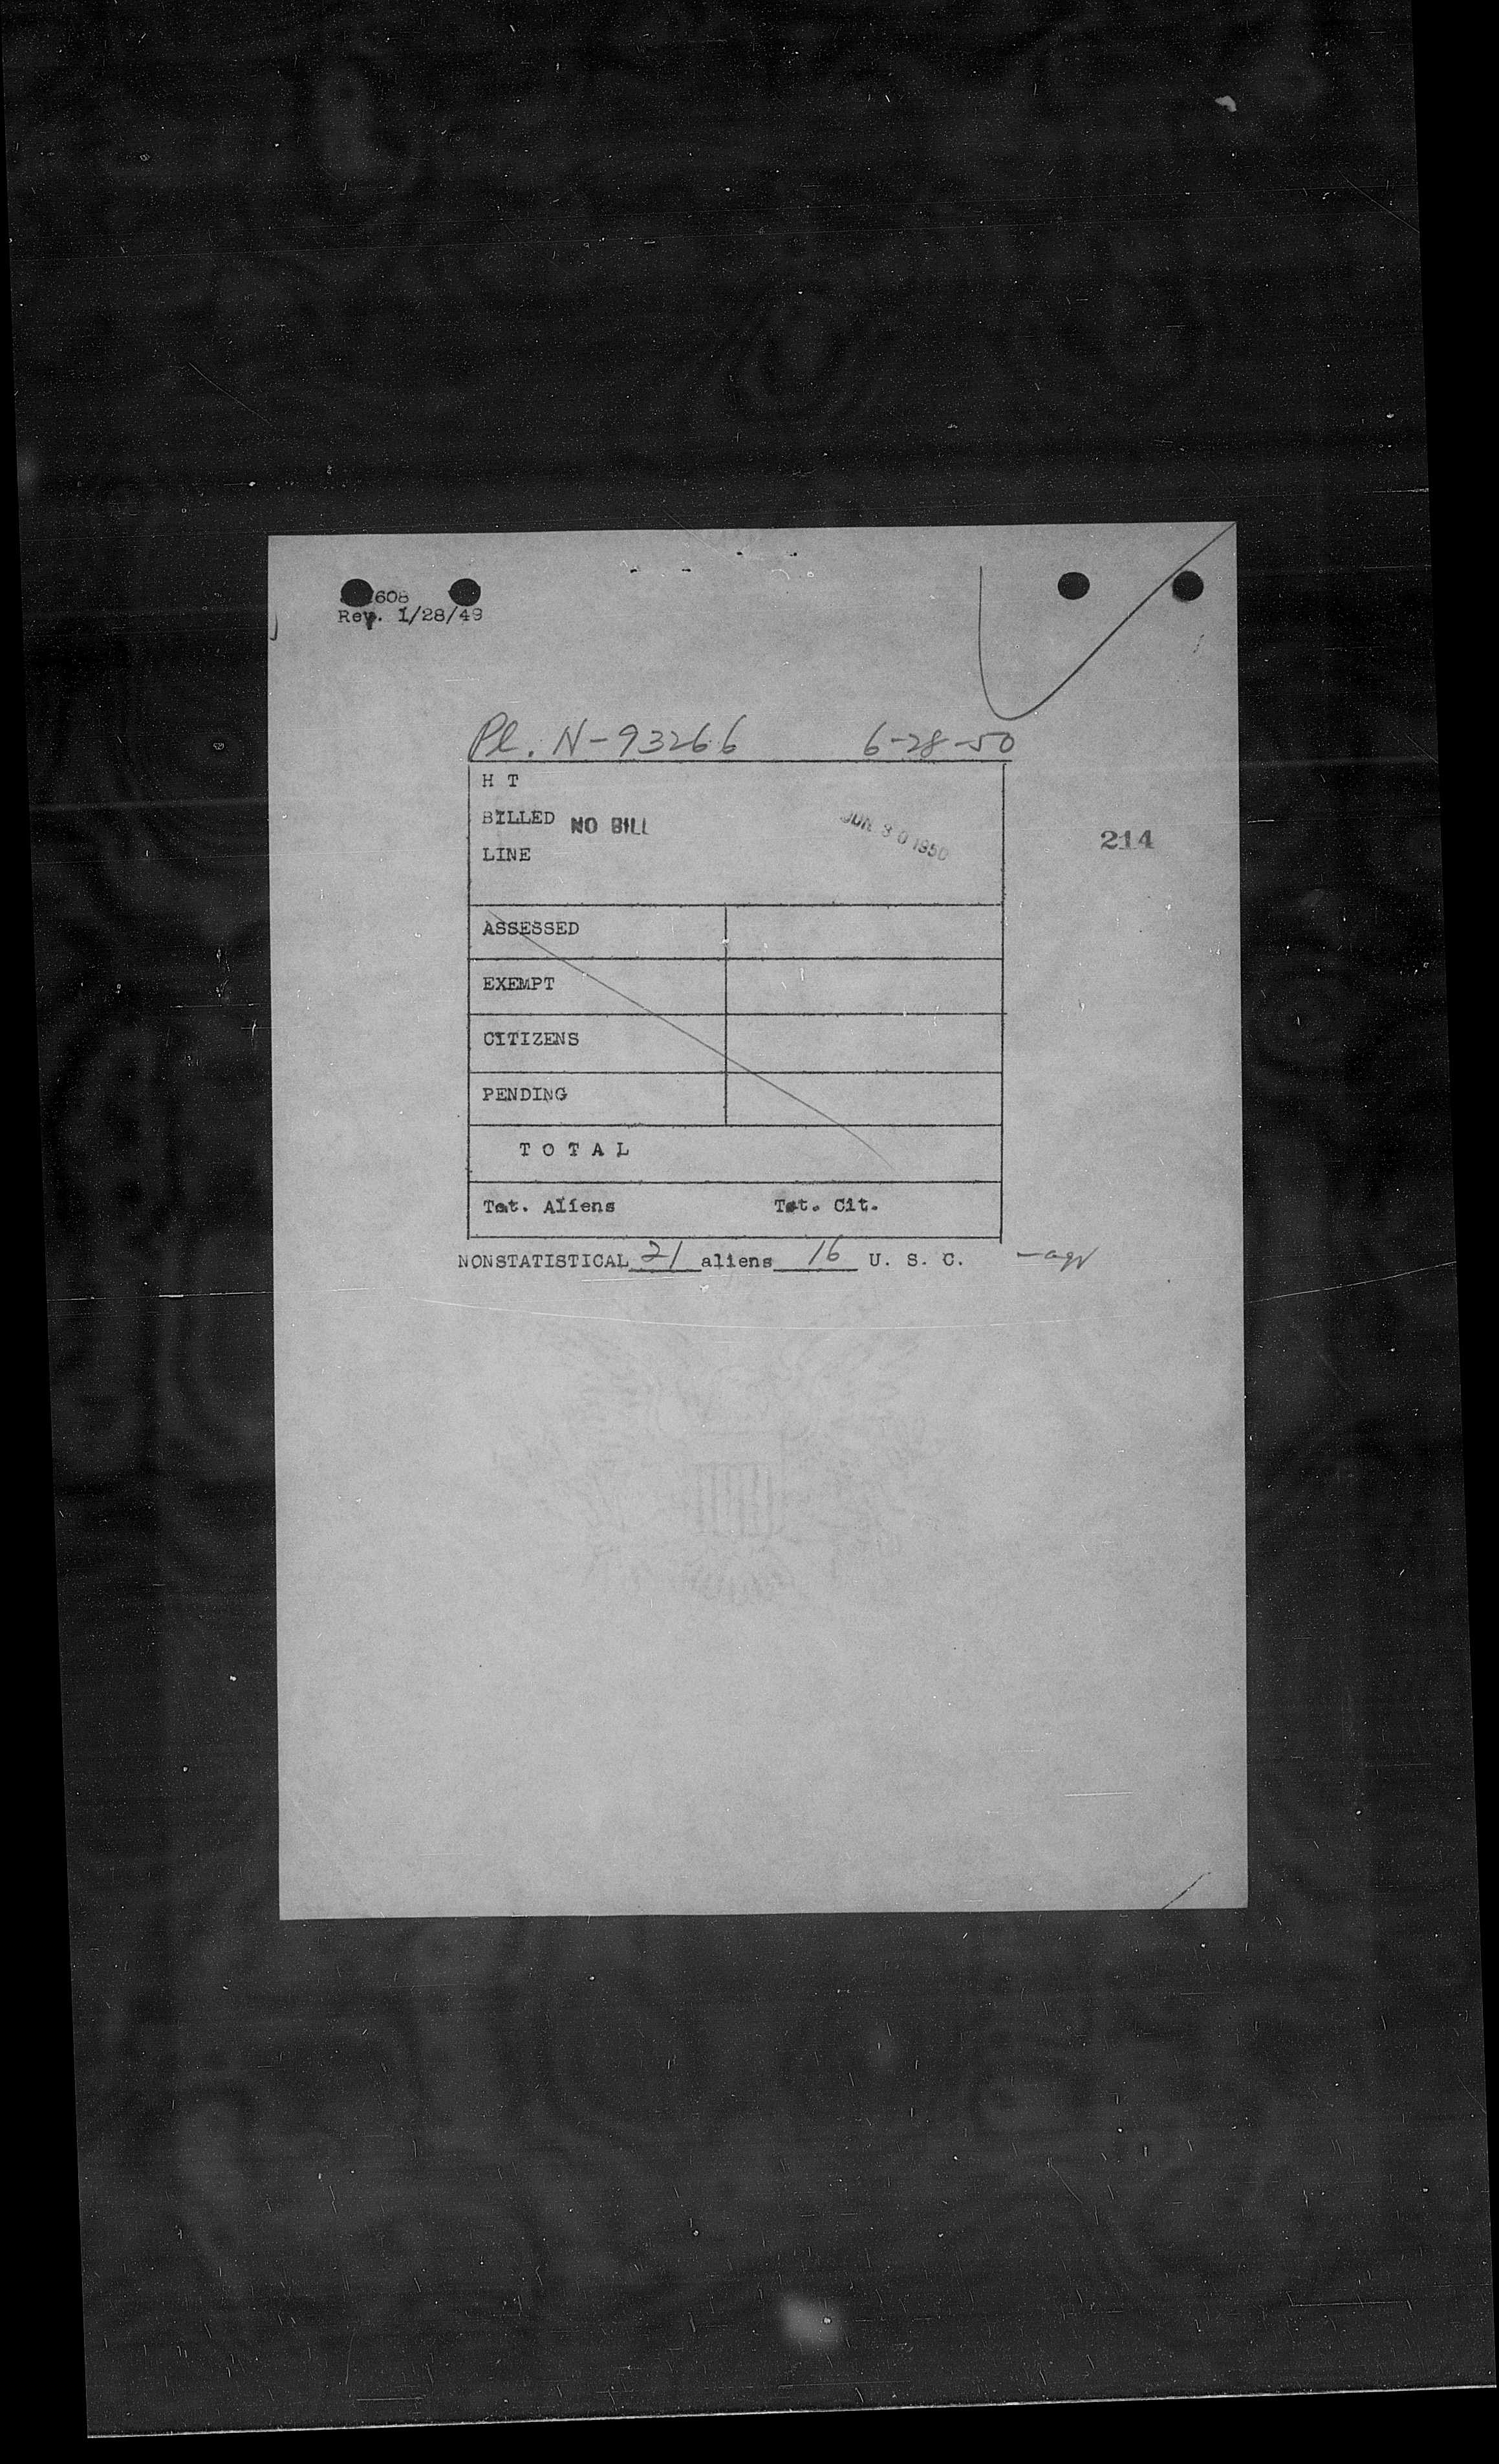 608
Rev. 1/28/49
Pl. N-93266 6-28-50
H T
BILLED NO BILL JUN 30 1950
LINE
214
ASSESSED
EXEMPT
CITIZENS
PENDING
T O T A L
Tot. Aliens Tot. Cit.
NONSTATISTICAL 21 aliens 16 U. S. C.